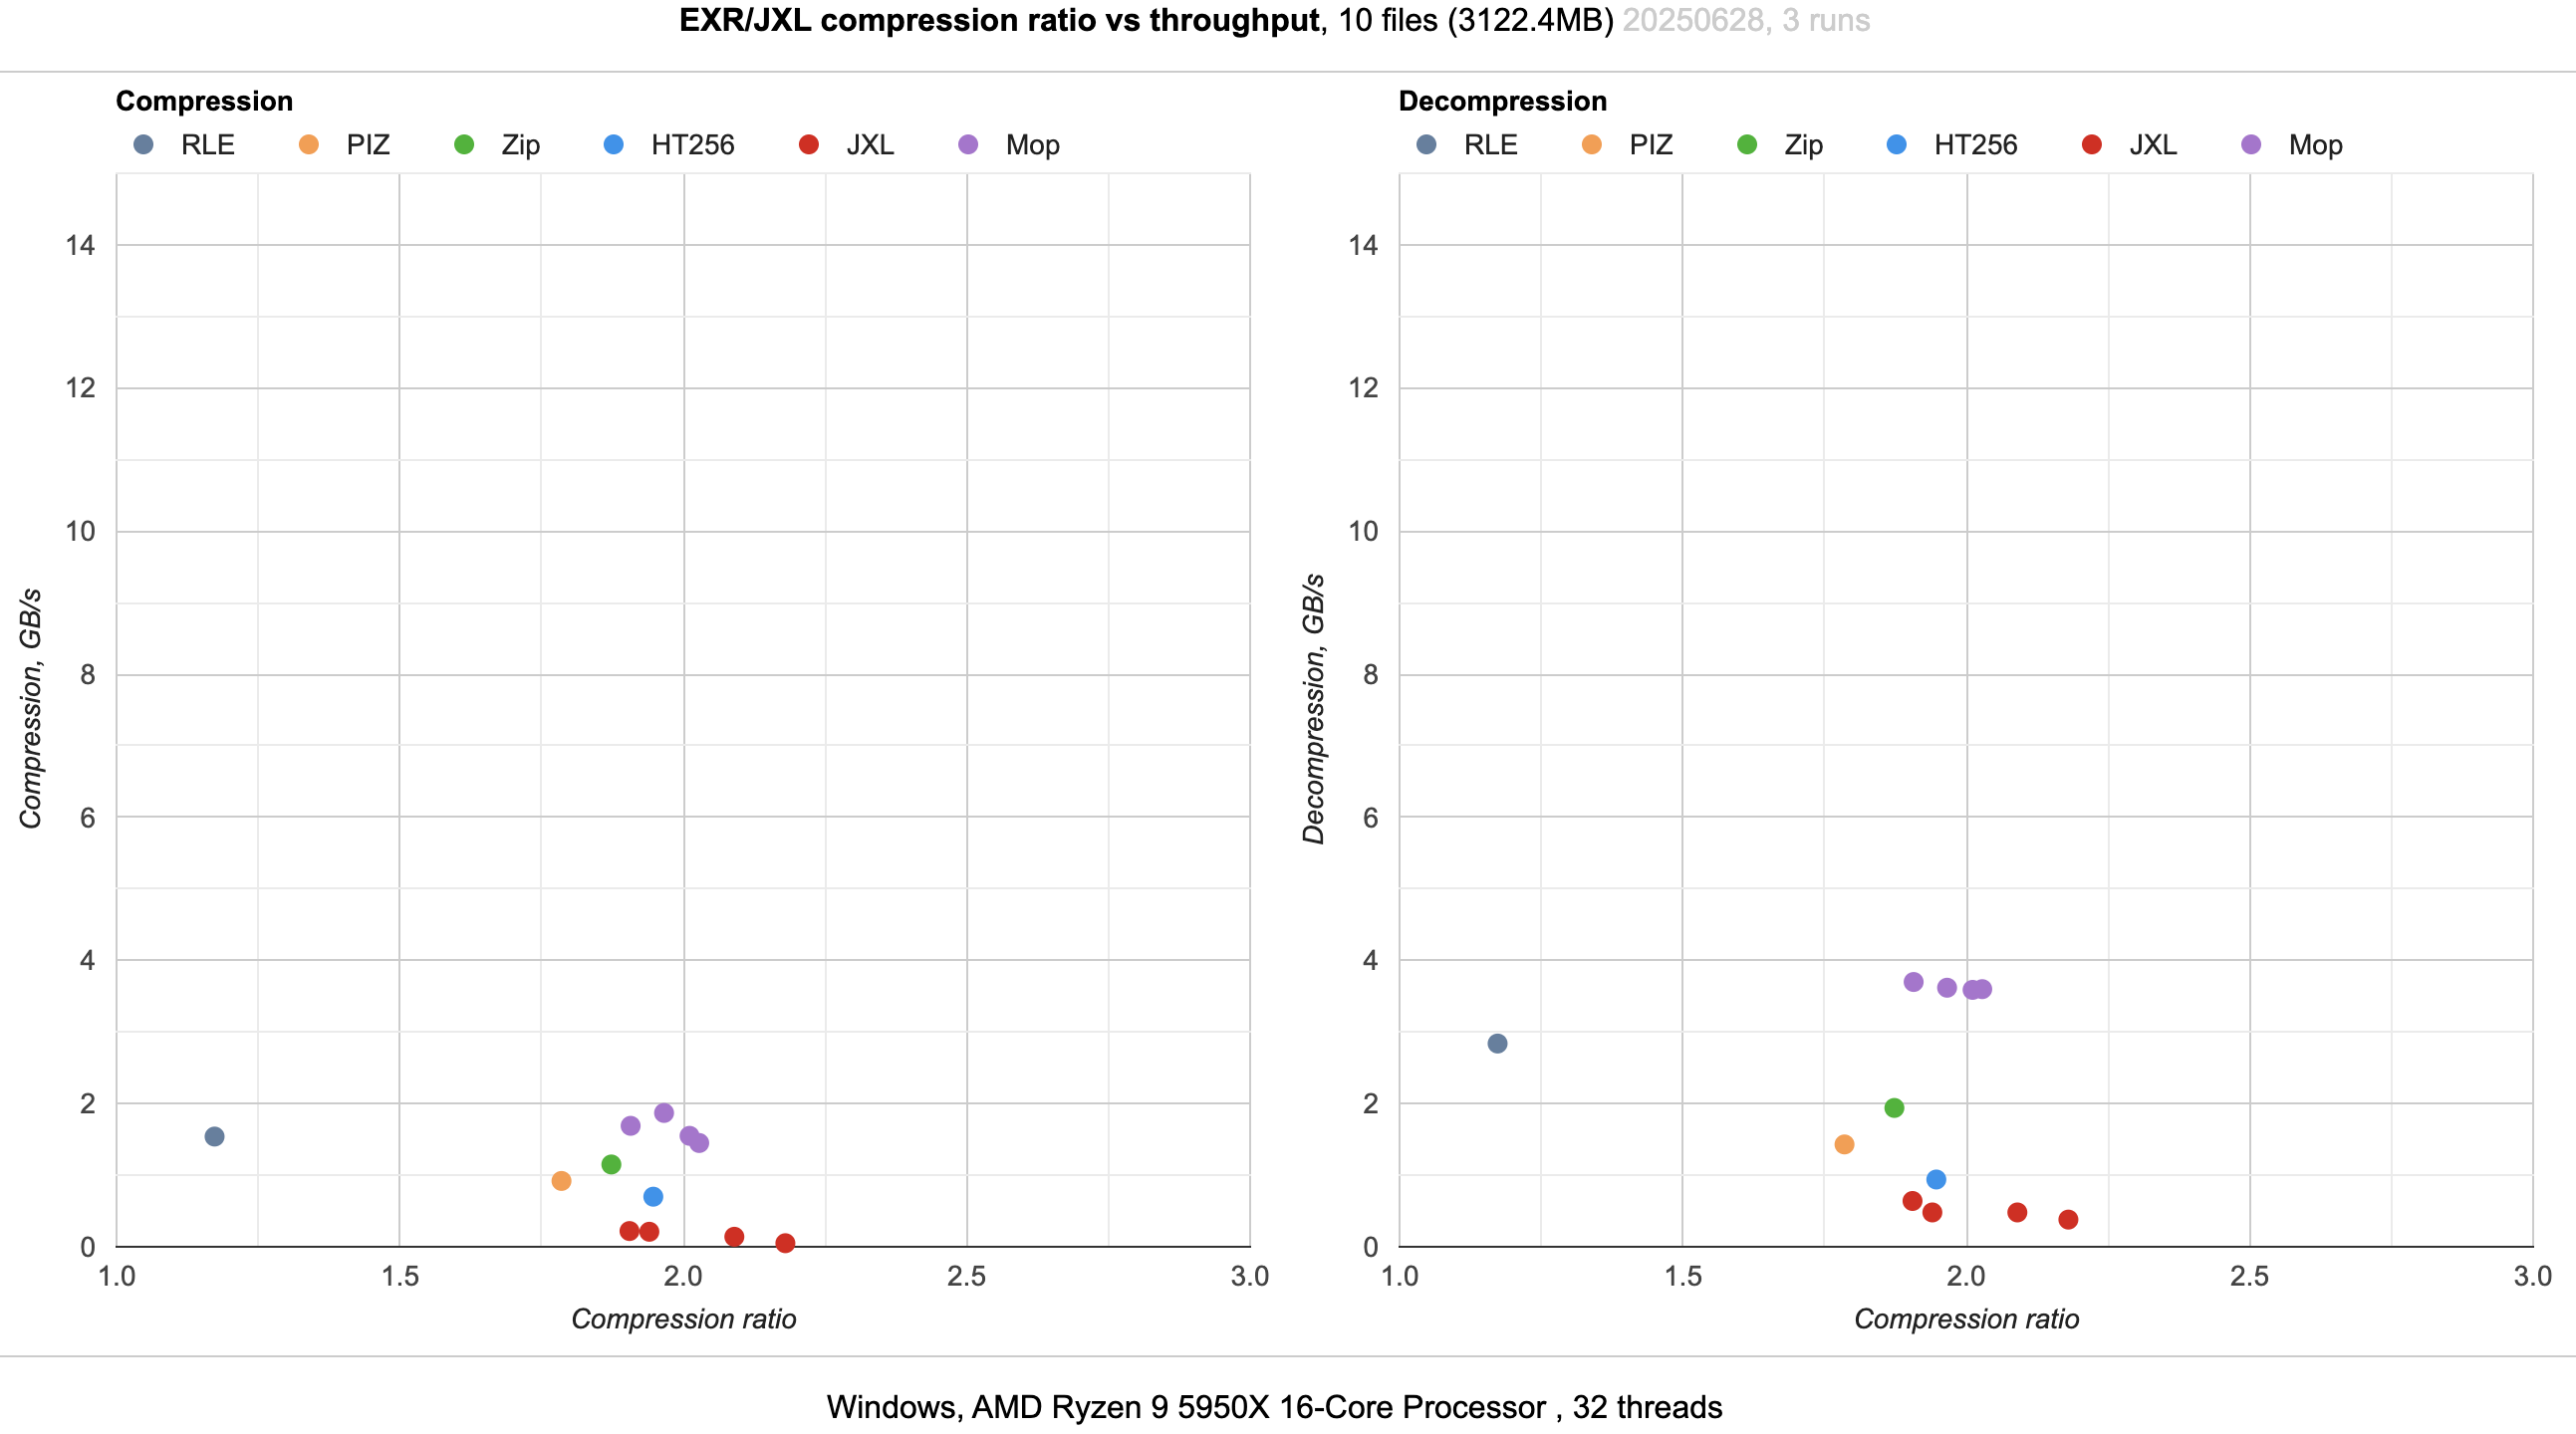 EXR/JXL compression ratio vs throughput, 10 files (3122.4MB) 20250628, 3 runs
Compression
RLE PIZ Zip HT256 JXL Mop
14
12
10
8
6
4
2
0
Compression, GB/s
1.0 1.5 2.0 2.5 3.0
Compression ratio
Decompression
RLE PIZ Zip HT256 JXL Mop
14
12
10
8
6
4
2
0
Decompression, GB/s
1.0 1.5 2.0 2.5 3.0
Compression ratio
Windows, AMD Ryzen 9 5950X 16-Core Processor , 32 threads